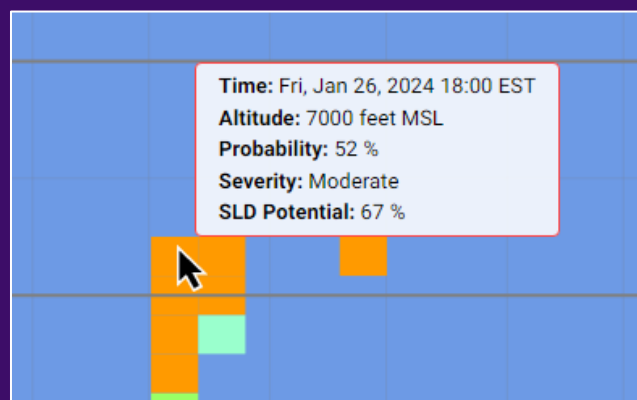 Time: Fri, Jan 26, 2024 18:00 EST
Altitude: 7000 feet MSL
Probability: 52 %
Severity: Moderate
SLD Potential: 67 %